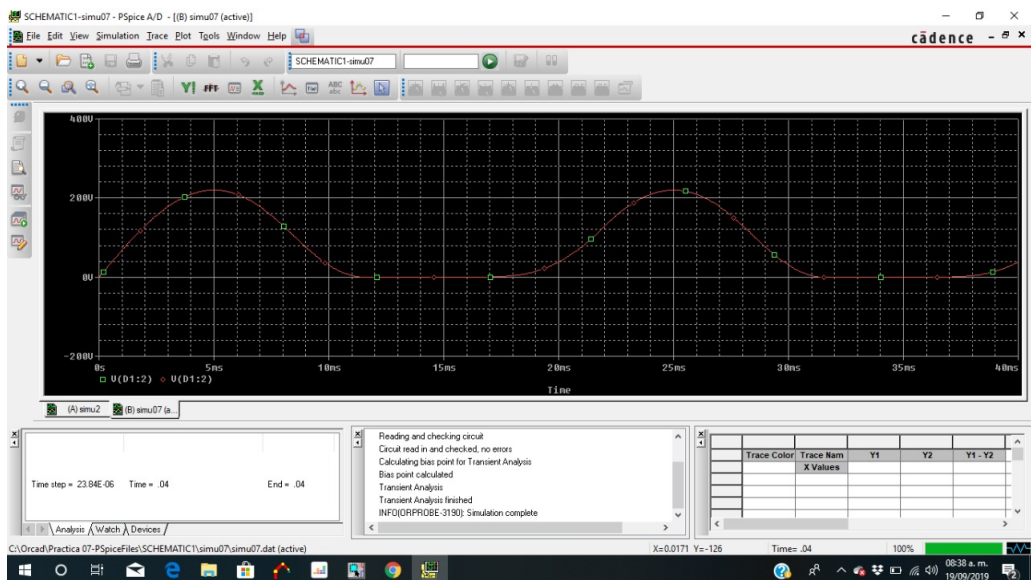 SCHEMATIC1-simu07 - PSpice A/D - [(B) simu07 (active)]
File Edit View Simulation Trace Plot Tools Window Help
cādence
SCHEMATIC1-simu07
400V
200V
0V
-200V
0s 5ms 10ms 15ms 20ms 25ms 30ms 35ms 40ms
V(D1:2) V(D1:2)
Time
(A) simu2 (B) simu07 (a...
Time step = 23.84E-06 Time = .04 End = .04
Analysis Watch Devices
Reading and checking circuit
Circuit read in and checked, no errors
Calculating bias point for Transient Analysis
Bias point calculated
Transient Analysis
Transient Analysis finished
INFO(ORPROBE-3190): Simulation complete
Trace Color Trace Nam Y1 Y2 Y1 - Y2
X Values
C:\Orcad\Practica 07-PSpiceFiles\SCHEMATIC1\simu07\simu07.dat (active) X=0.0171 Y=-126 Time= .04 100%
08:38 a. m.
19/09/2019